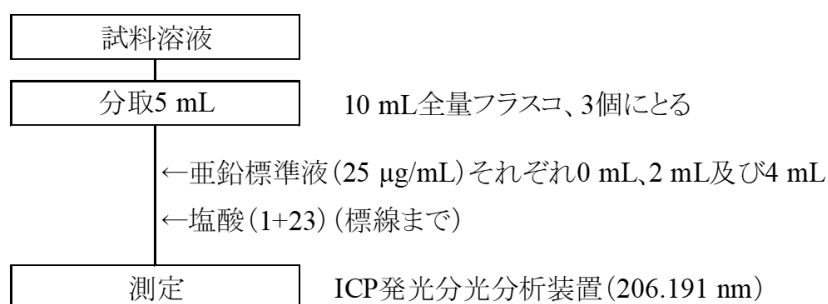 試料溶液
分取5 mL 10 mL全量フラスコ、3個にとる
←亜鉛標準液(25 µg/mL)それぞれ0 mL、2 mL及び4 mL
←塩酸(1+23)(標線まで)
測定 ICP発光分光分析装置(206.191 nm)